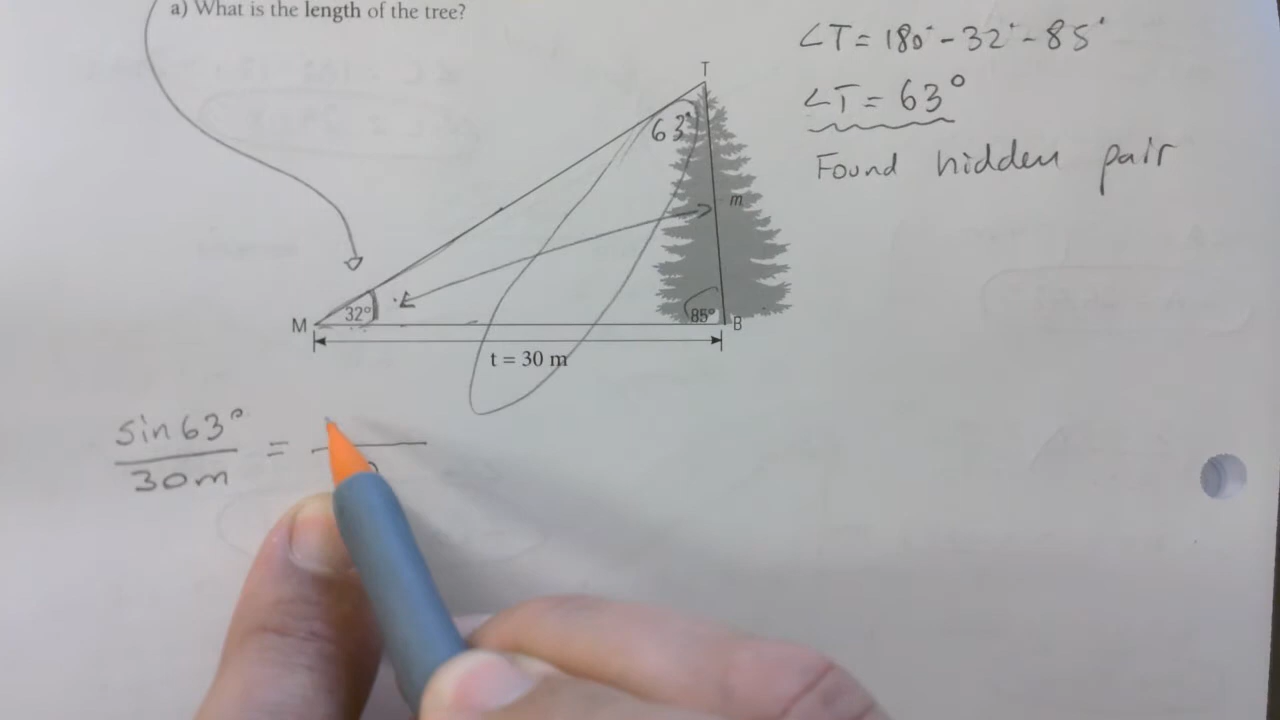 a) What is the length of the tree?
∠T = 180° - 32° - 85°
∠T = 63°
Found hidden pair
T
63°
m
M
32°
85°
B
t = 30 m
sin 63°
30m
=